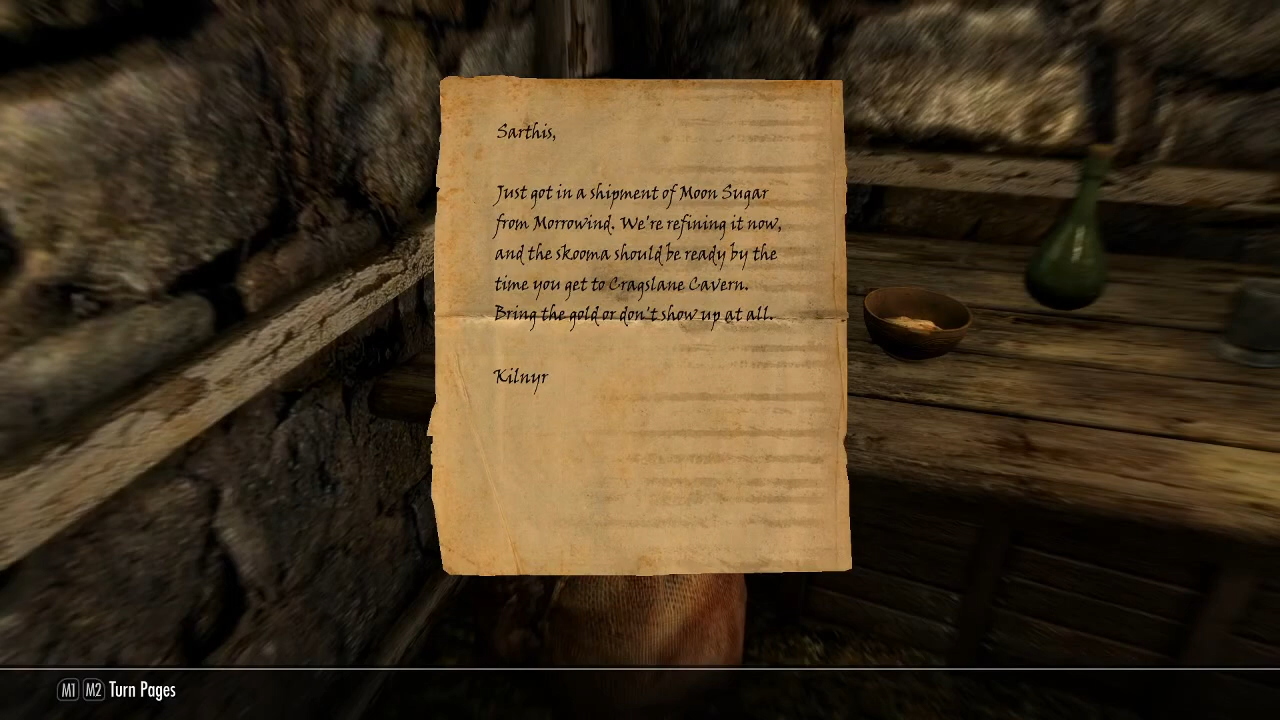 Sarthis,
Just got in a shipment of Moon Sugar
from Morrowind. We're refining it now,
and the skooma should be ready by the
time you get to Cragslane Cavern.
Bring the gold or don't show up at all.
Kilnyr
M1 M2 Turn Pages